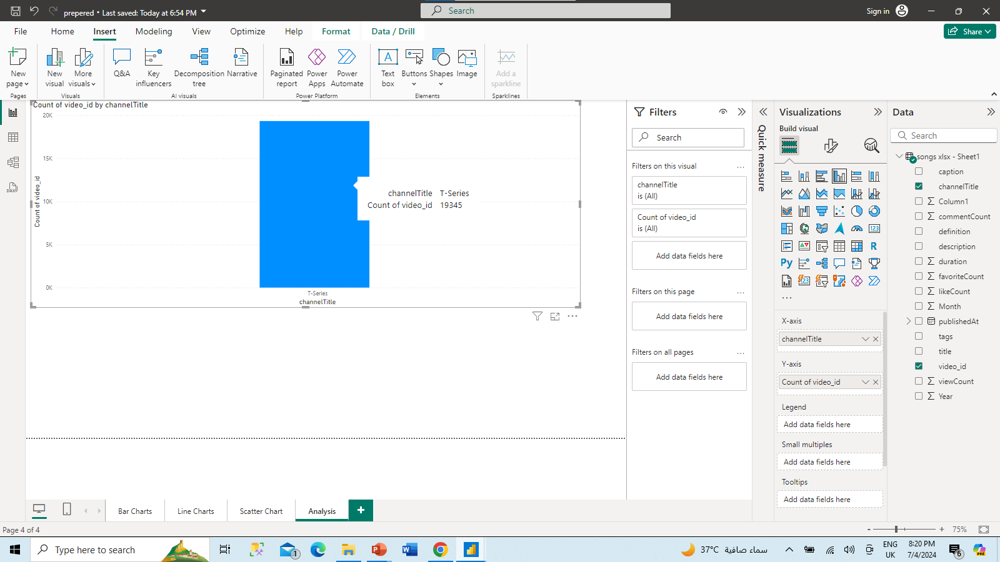 prepered • Last saved: Today at 6:54 PM
Search
Sign in
File Home Insert Modeling View Optimize Help Format Data / Drill
Share
New page
New visual
More visuals
Q&A
Key influencers
Decomposition tree
Narrative
Paginated report
Power Apps
Power Automate
Text box
Buttons
Shapes
Image
Add a sparkline
Pages
Visuals
AI visuals
Power Platform
Elements
Sparklines
Count of video_id by channelTitle
20K
15K
10K
5K
0K
Count of video_id
channelTitle T-Series
Count of video_id 19345
T-Series
channelTitle
Filters
Search
Filters on this visual
channelTitle
is (All)
Count of video_id
is (All)
Add data fields here
Filters on this page
Add data fields here
Filters on all pages
Add data fields here
Quick measure
Visualizations
Build visual
123
R
Py
123
X-axis
channelTitle
Y-axis
Count of video_id
Legend
Add data fields here
Small multiples
Add data fields here
Tooltips
Add data fields here
Data
Search
songs xlsx - Sheet1
caption
channelTitle
Column1
commentCount
definition
description
duration
favoriteCount
likeCount
Month
publishedAt
tags
title
video_id
viewCount
Year
DAX
Bar Charts
Line Charts
Scatter Chart
Analysis
+
Page 4 of 4
- + 75%
Type here to search
1
37°C سماء صافية
ENG
UK
8:20 PM
7/4/2024
6
PRE